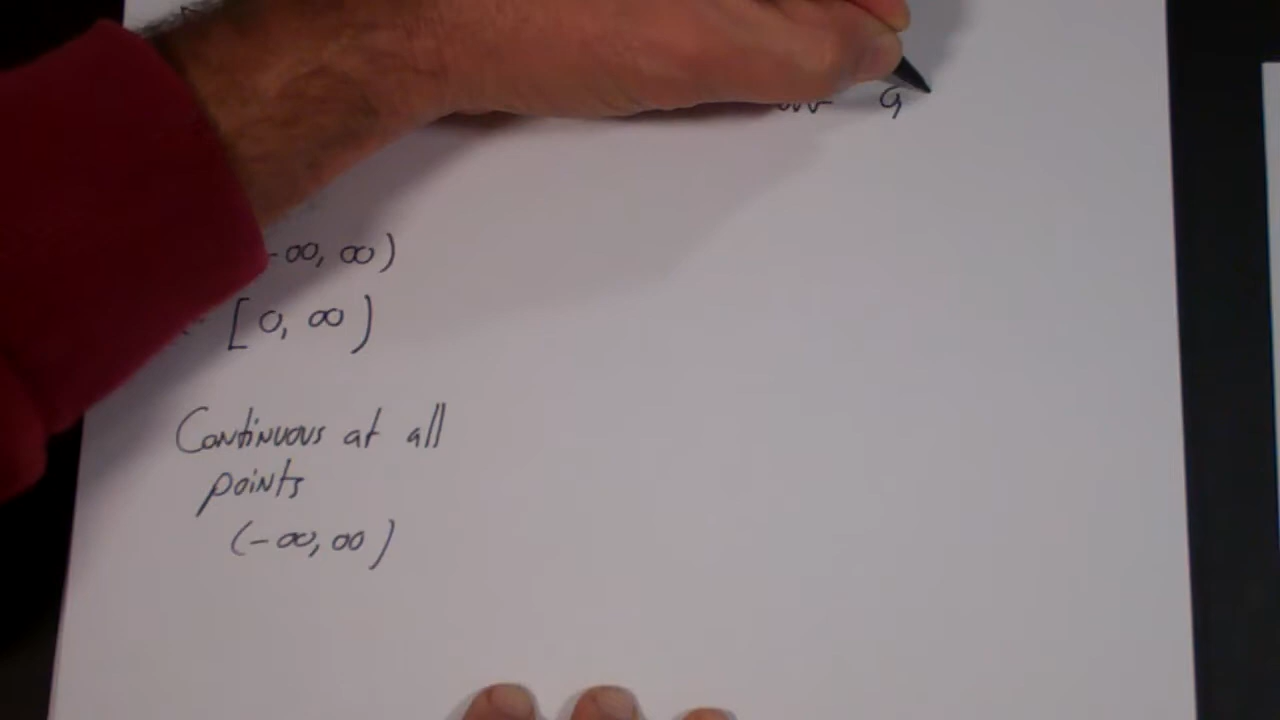 -∞, ∞)
[0, ∞)
Continuous at all
points
(-∞, ∞)